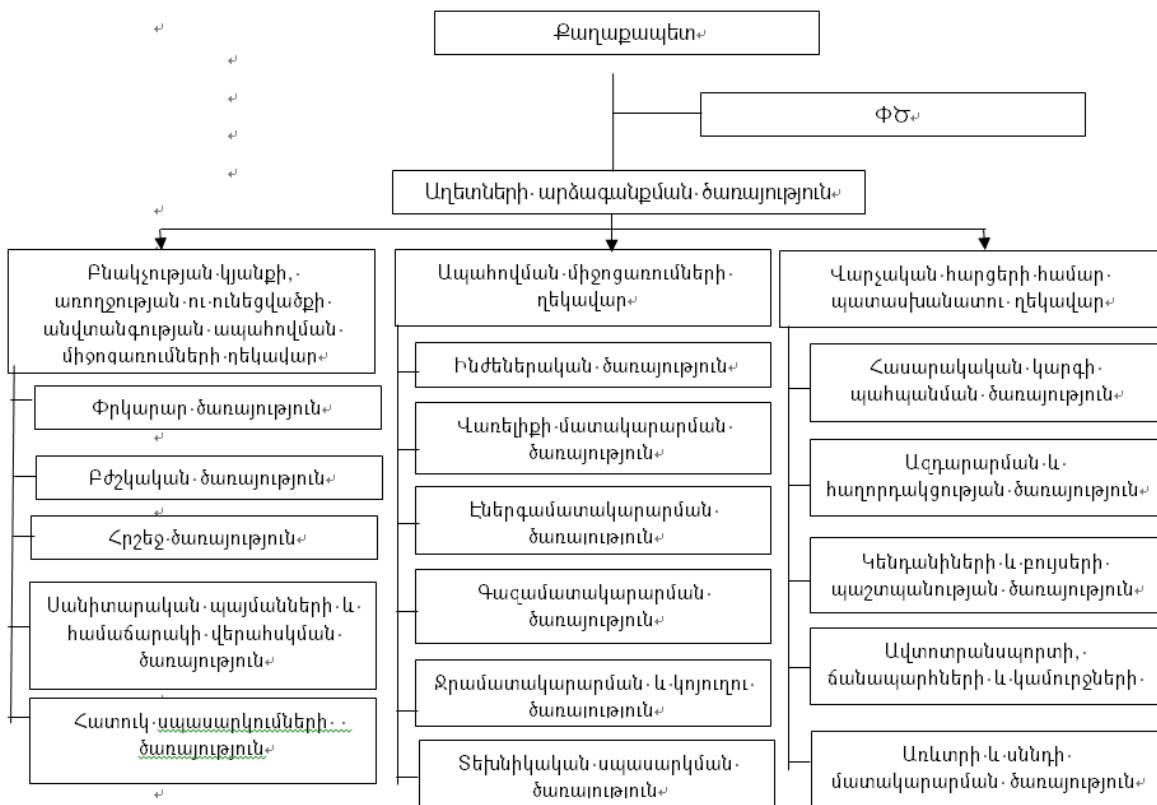 Քաղաքապետ
ՓԾ
Աղետների արձագանքման ծառայություն
Բնակչության կյանքի,
առողջության ու ունեցվածքի
անվտանգության ապահովման
միջոցառումների ղեկավար
Փրկարար ծառայություն
Բժշկական ծառայություն
Հրշեջ ծառայություն
Սանիտարական պայմանների և
համաճարակի վերահսկման
ծառայություն
Հատուկ սպասարկումների
ծառայություն
Ապահովման միջոցառումների
ղեկավար
Ինժեներական ծառայություն
Վառելիքի մատակարարման
ծառայություն
Էներգամատակարարման
ծառայություն
Գազամատակարարման
ծառայություն
Ջրամատակարարման և կոյուղու
ծառայություն
Տեխնիկական սպասարկման
ծառայություն
Վարչական հարցերի համար
պատասխանատու ղեկավար
Հասարակական կարգի
պահպանման ծառայություն
Ազդարարման և
հաղորդակցության ծառայություն
Կենդանիների և բույսերի
պաշտպանության ծառայություն
Ավտոտրանսպորտի,
ճանապարհների և կամուրջների
Առևտրի և սննդի
մատակարարման ծառայություն